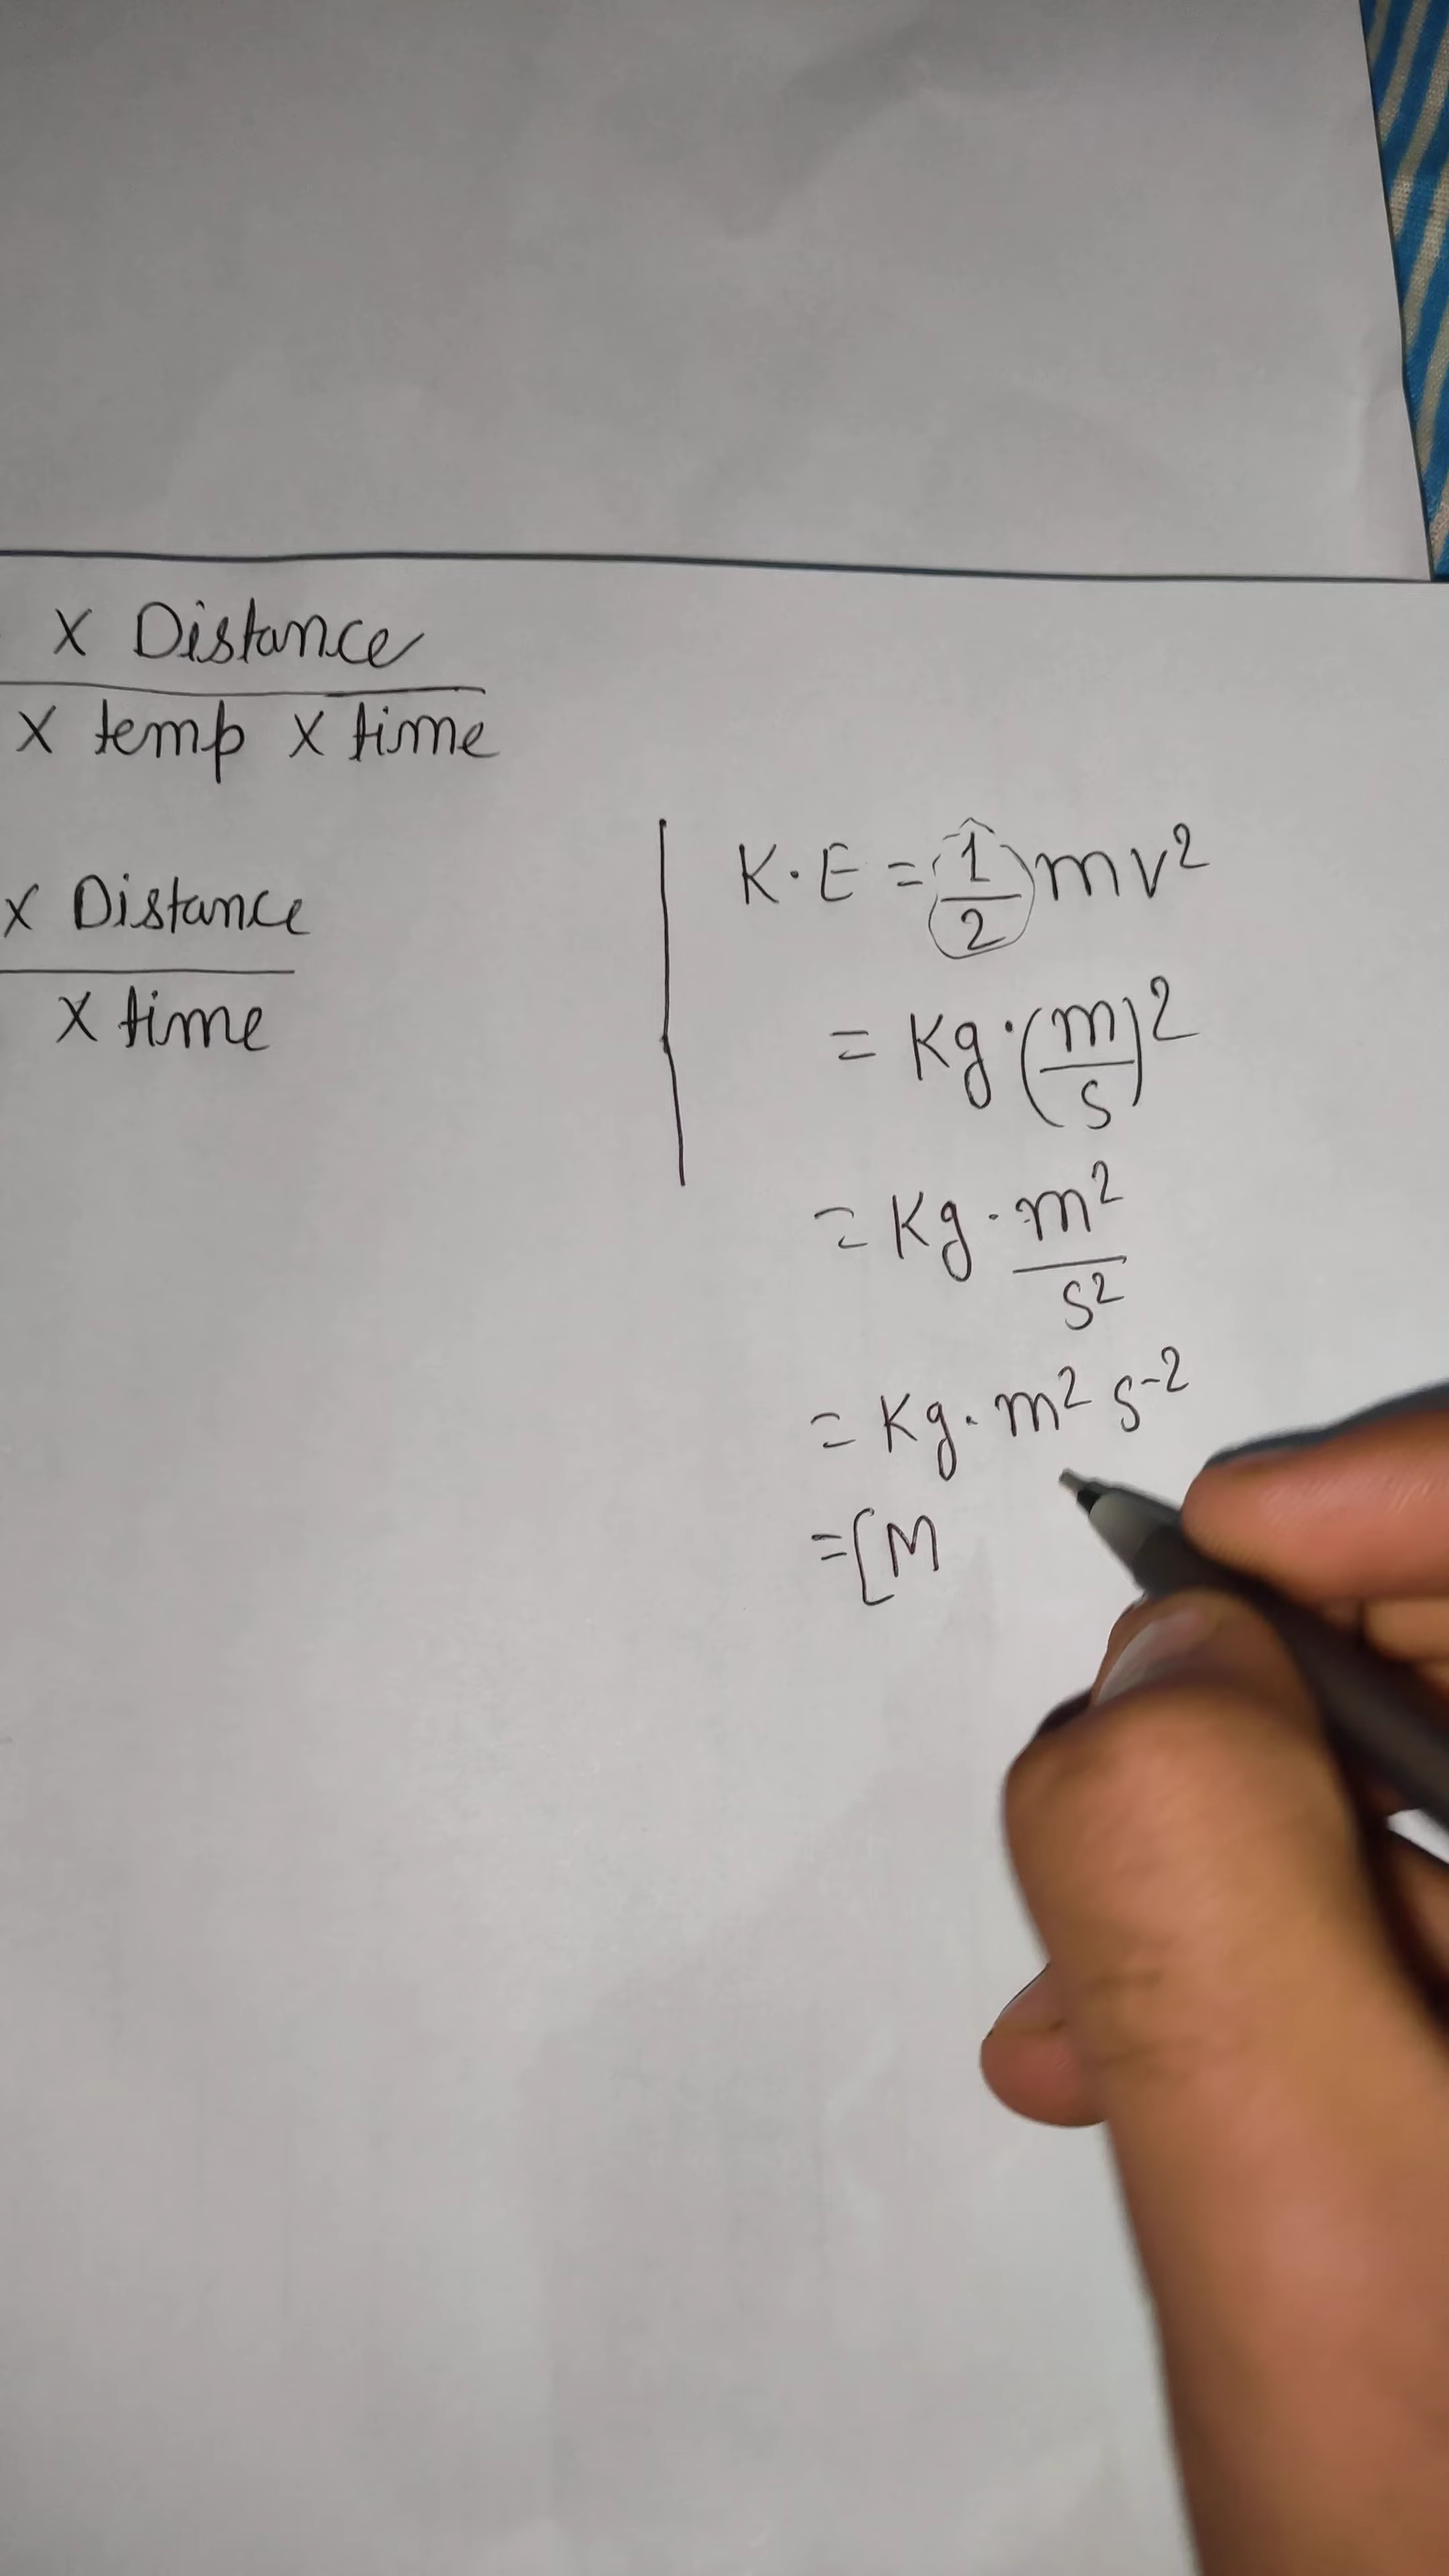 x Distance
x temp x time
x Distance
x time
K.E = 1/2 mv²
= Kg.(m/s)²
= Kg. m²/s²
= Kg. m² s⁻²
=[M